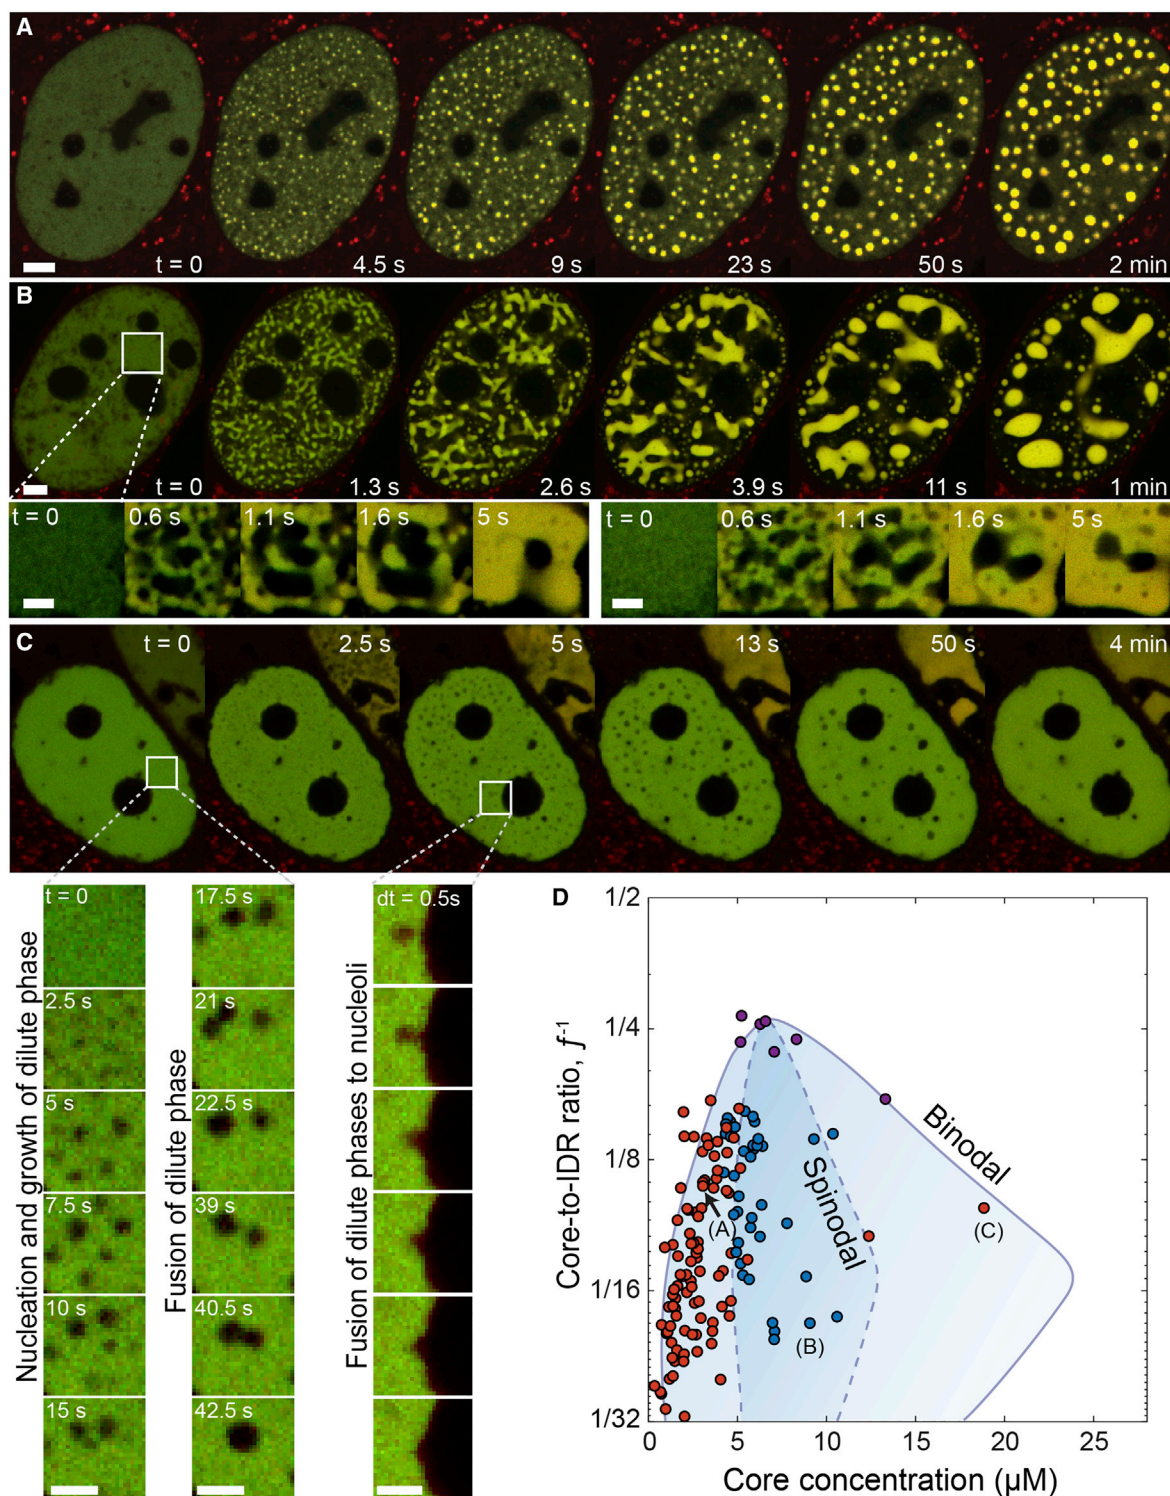 A
t = 0
4.5 s
9 s
23 s
50 s
2 min
B
t = 0
1.3 s
2.6 s
3.9 s
11 s
1 min
t = 0
0.6 s
1.1 s
1.6 s
5 s
t = 0
0.6 s
1.1 s
1.6 s
5 s
C
t = 0
2.5 s
5 s
13 s
50 s
4 min
Nucleation and growth of dilute phase
t = 0
2.5 s
5 s
7.5 s
10 s
15 s
Fusion of dilute phase
17.5 s
21 s
22.5 s
39 s
40.5 s
42.5 s
Fusion of dilute phases to nucleoli
dt = 0.5s
D
Core-to-IDR ratio, f⁻¹
1/2
1/4
1/8
1/16
1/32
Binodal
Spinodal
(A)
(C)
(B)
0
5
10
15
20
25
Core concentration (μM)